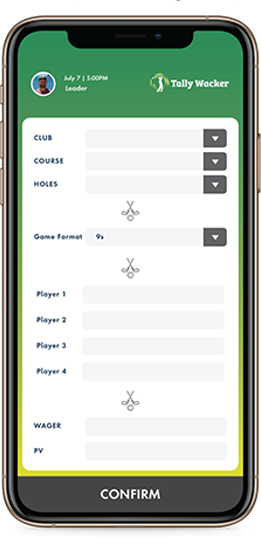 July 7 | 5:00PM
Leader
Tally Wacker
CLUB
COURSE
HOLES
Game Format 9s
Player 1
Player 2
Player 3
Player 4
WAGER
PV
CONFIRM